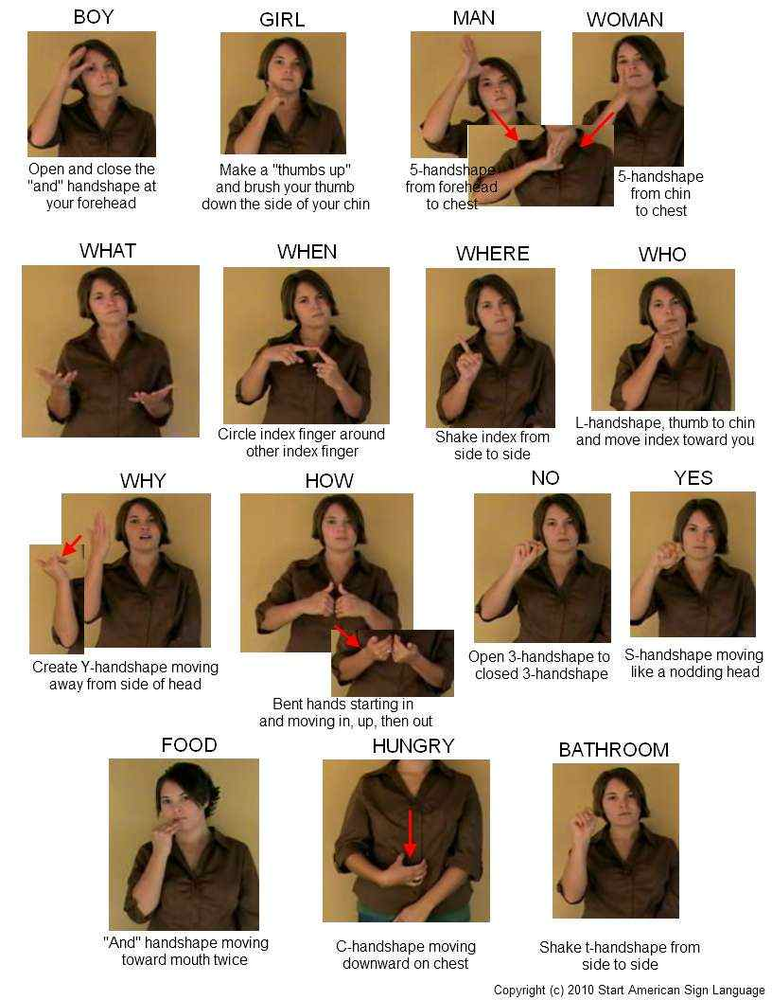 BOY
GIRL
MAN
WOMAN
Open and close the
"and" handshape at
your forehead
Make a "thumbs up"
and brush your thumb
down the side of your chin
5-handshape
from forehead
to chest
5-handshape
from chin
to chest
WHAT
WHEN
WHERE
WHO
Circle index finger around
other index finger
Shake index from
side to side
L-handshape, thumb to chin
and move index toward you
WHY
HOW
NO
YES
Create Y-handshape moving
away from side of head
Bent hands starting in
and moving in, up, then out
Open 3-handshape to
closed 3-handshape
S-handshape moving
like a nodding head
FOOD
HUNGRY
BATHROOM
"And" handshape moving
toward mouth twice
C-handshape moving
downward on chest
Shake t-handshape from
side to side
Copyright (c) 2010 Start American Sign Language